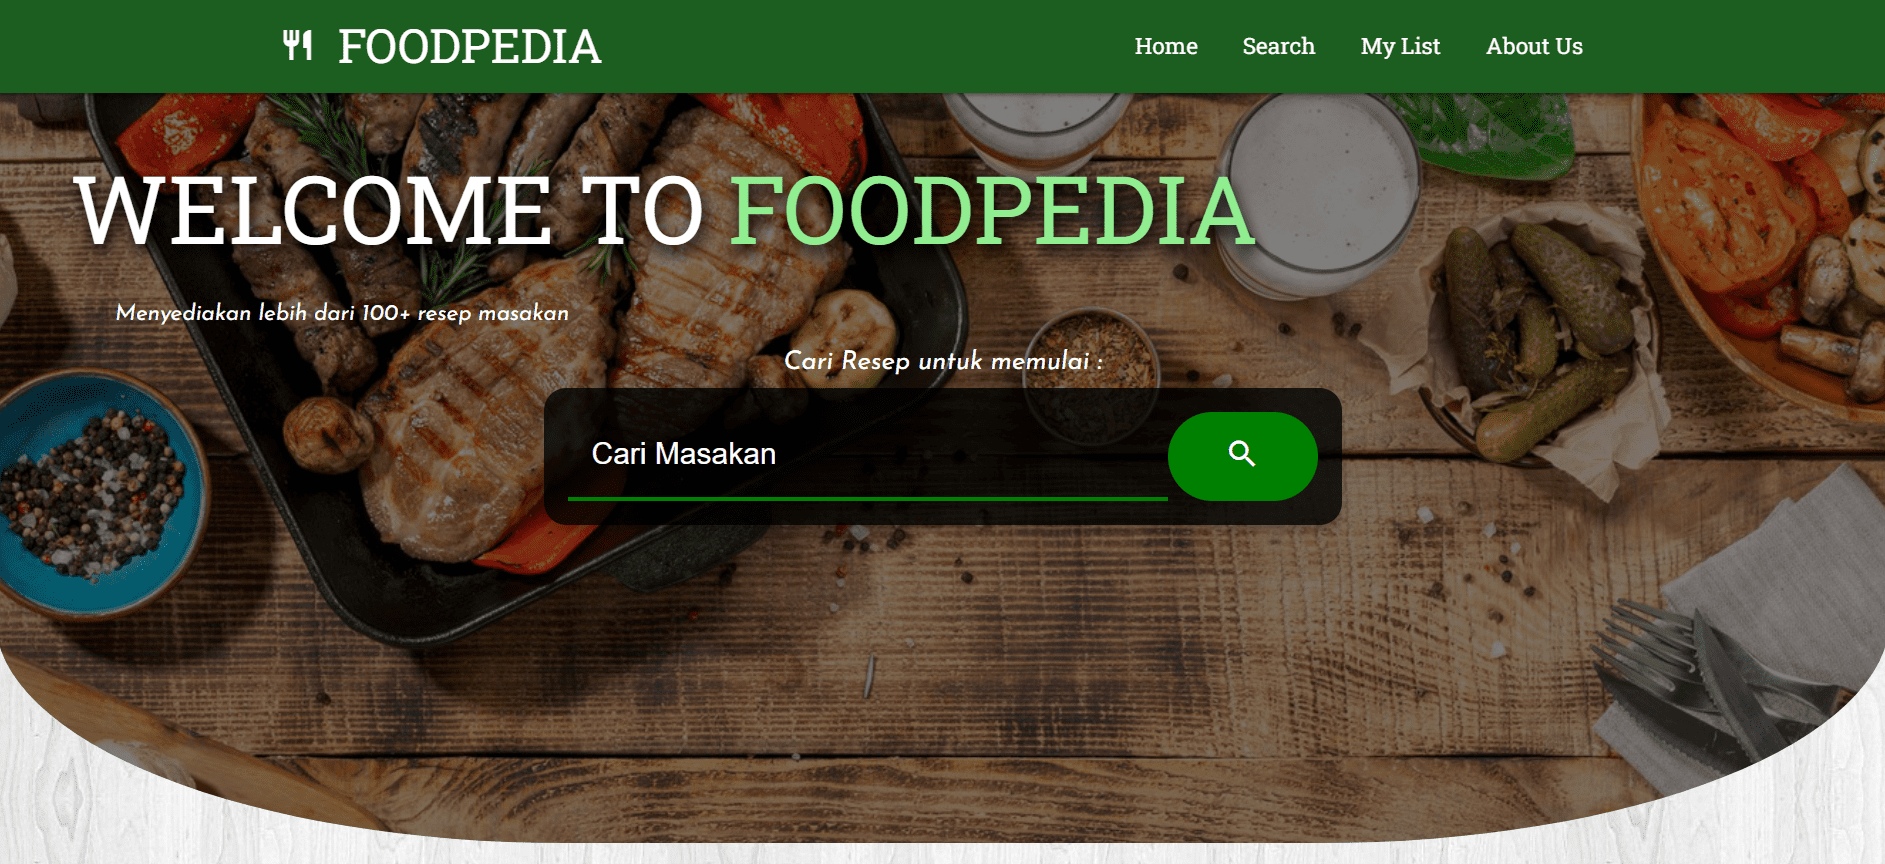 FOODPEDIA
Home Search My List About Us
WELCOME TO FOODPEDIA
Menyediakan lebih dari 100+ resep masakan
Cari Resep untuk memulai :
Cari Masakan